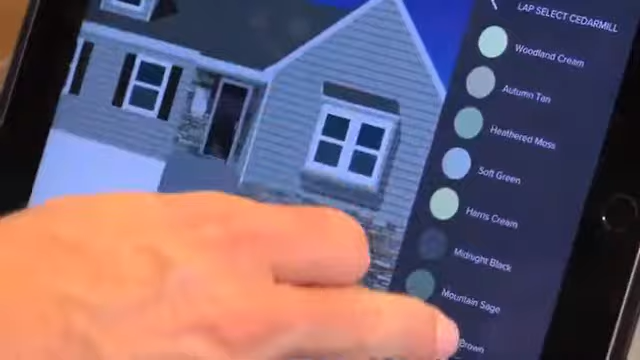 LAP SELECT CEDARMILL
Woodland Cream
Autumn Tan
Heathered Moss
Soft Green
Harris Cream
Midnight Black
Mountain Sage
Brown